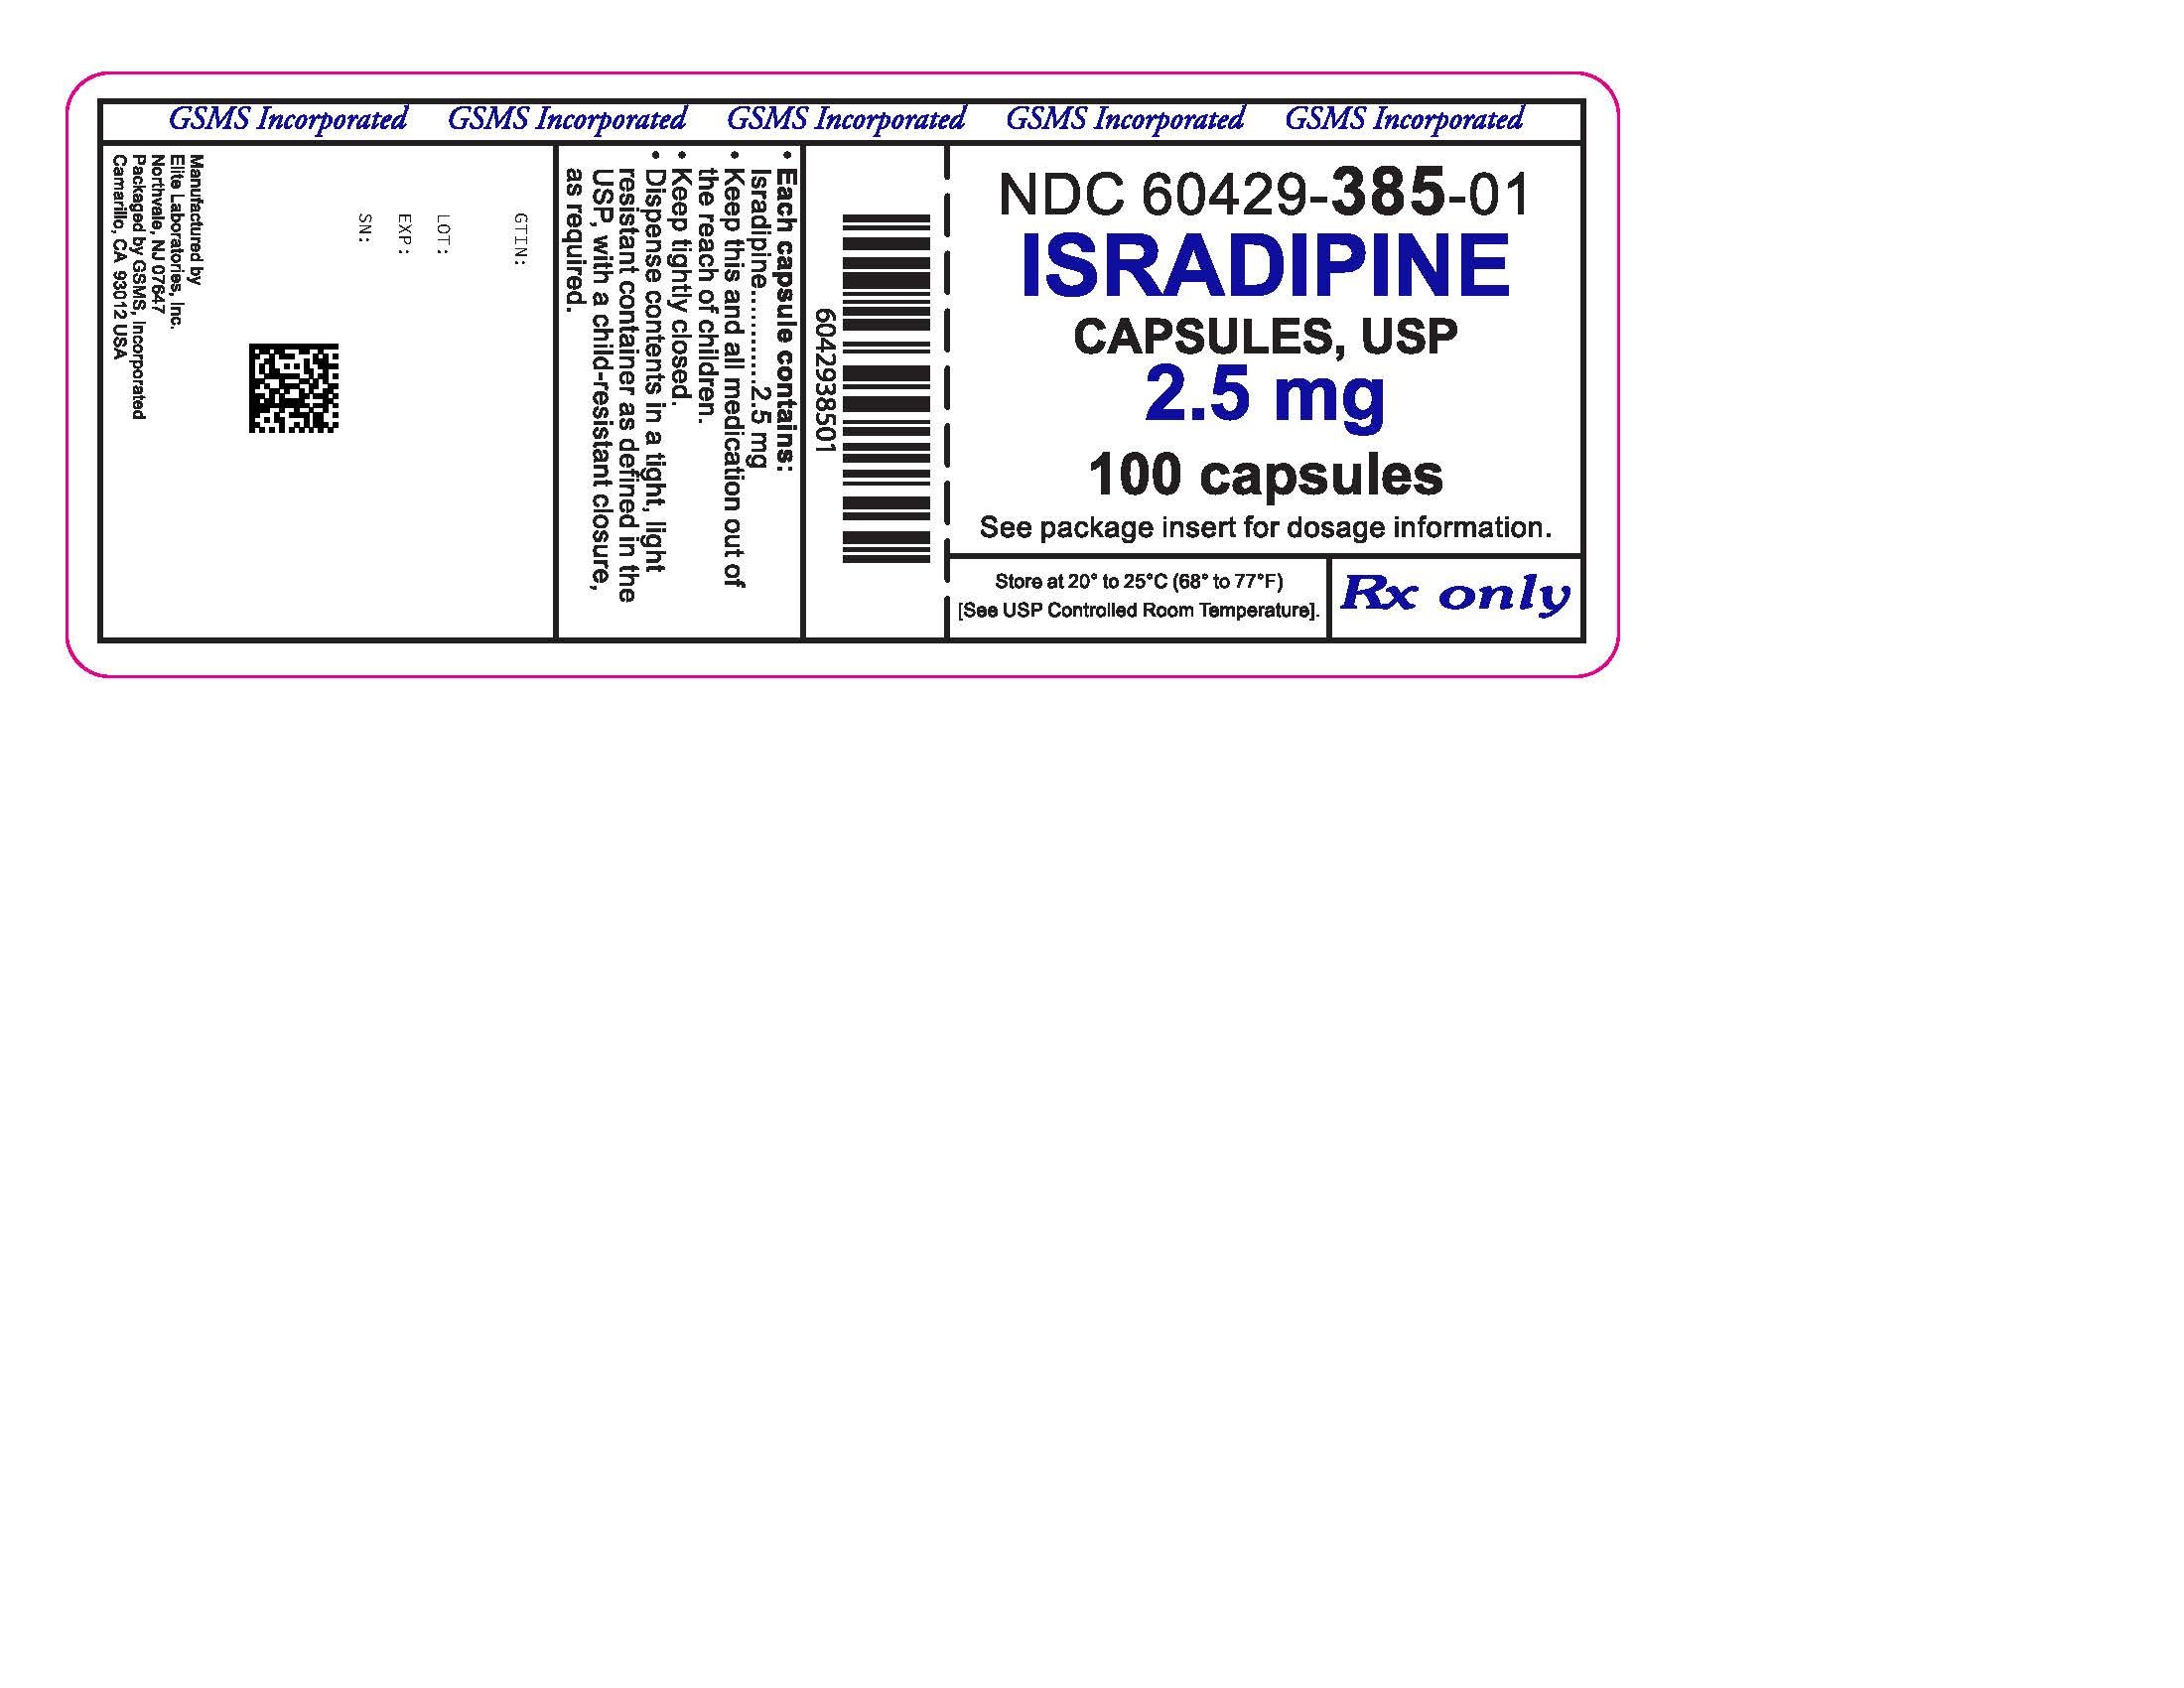 GSMS Incorporated GSMS Incorporated GSMS Incorporated GSMS Incorporated GSMS Incorporated
NDC 60429-385-01
ISRADIPINE
CAPSULES, USP
2.5 mg
100 capsules
See package insert for dosage information.
Store at 20° to 25°C (68° to 77°F)
[See USP Controlled Room Temperature].
Rx only
6042938501
• Each capsule contains:
Isradipine............2.5 mg
• Keep this and all medication out of
the reach of children.
• Keep tightly closed.
• Dispense contents in a tight, light
resistant container as defined in the
USP, with a child-resistant closure,
as required.
GTIN:
LOT:
EXP:
SN:
Manufactured by
Elite Laboratories, Inc.
Northvale, NJ 07647
Packaged by GSMS, Incorporated
Camarillo, CA 93012 USA